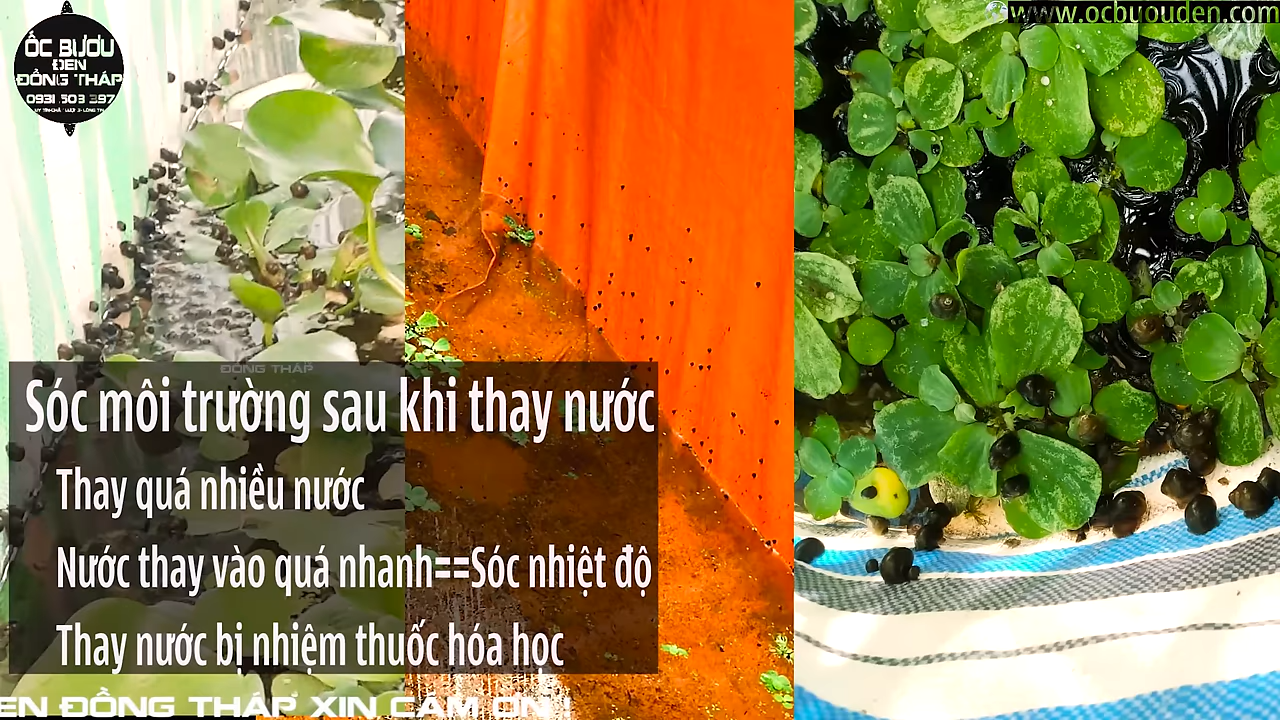 ỐC BƯƠU
ĐEN
ĐỒNG THÁP
0931 503 397
www.ocbuouden.com
ĐỒNG THÁP
Sóc môi trường sau khi thay nước
Thay quá nhiều nước
Nước thay vào quá nhanh==Sóc nhiệt độ
Thay nước bị nhiệm thuốc hóa học
EN ĐỒNG THÁP XIN CẢM ƠN !